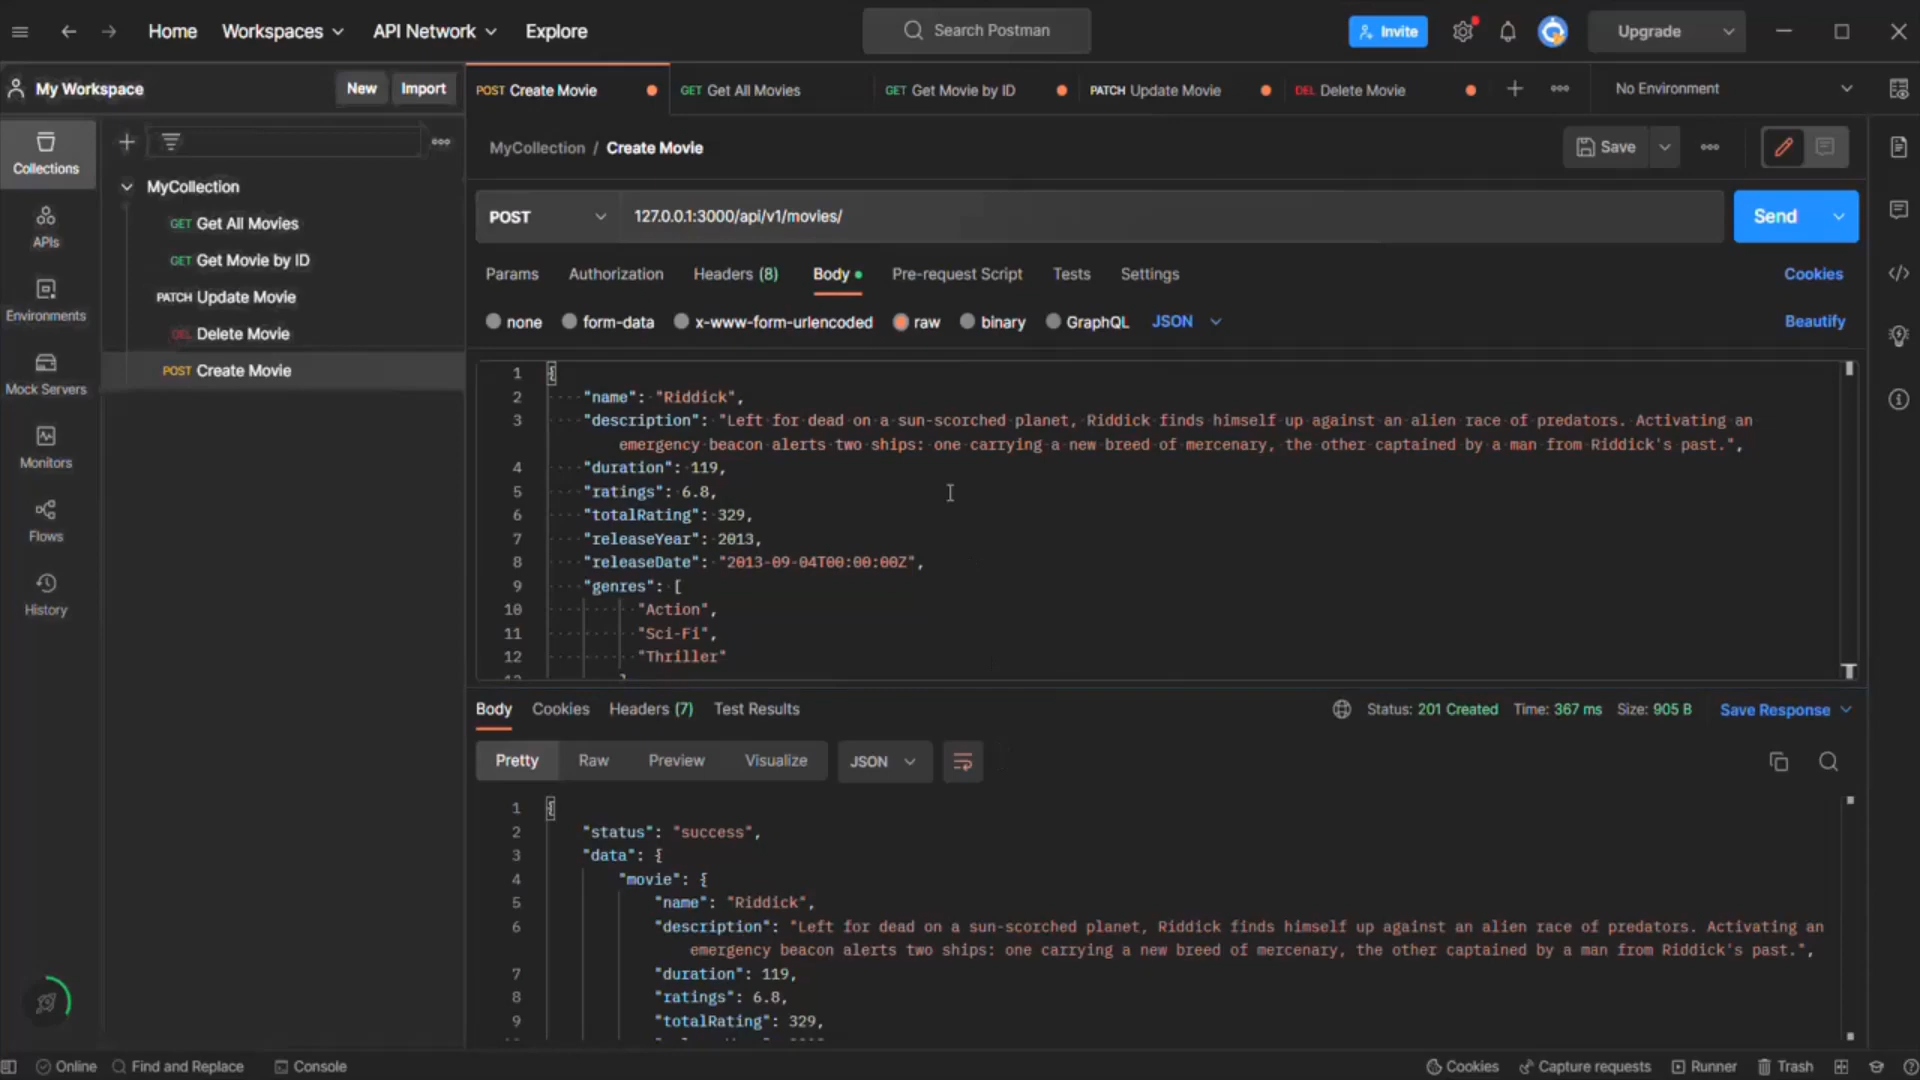 Home Workspaces API Network Explore Search Postman Invite Upgrade
My Workspace New Import POST Create Movie GET Get All Movies GET Get Movie by ID PATCH Update Movie DEL Delete Movie No Environment
Collections
APIs
Environments
Mock Servers
Monitors
Flows
History
MyCollection
GET Get All Movies
GET Get Movie by ID
PATCH Update Movie
DEL Delete Movie
POST Create Movie
MyCollection / Create Movie Save
POST 127.0.0.1:3000/api/v1/movies/ Send
Params Authorization Headers (8) Body Pre-request Script Tests Settings Cookies
none form-data x-www-form-urlencoded raw binary GraphQL JSON Beautify
1 {
2 "name": "Riddick",
3 "description": "Left for dead on a sun-scorched planet, Riddick finds himself up against an alien race of predators. Activating an
emergency beacon alerts two ships: one carrying a new breed of mercenary, the other captained by a man from Riddick's past.",
4 "duration": 119,
5 "ratings": 6.8,
6 "totalRating": 329,
7 "releaseYear": 2013,
8 "releaseDate": "2013-09-04T00:00:00Z",
9 "genres": [
10 "Action",
11 "Sci-Fi",
12 "Thriller"
Body Cookies Headers (7) Test Results Status: 201 Created Time: 367 ms Size: 905 B Save Response
Pretty Raw Preview Visualize JSON
1 {
2 "status": "success",
3 "data": {
4 "movie": {
5 "name": "Riddick",
6 "description": "Left for dead on a sun-scorched planet, Riddick finds himself up against an alien race of predators. Activating an
emergency beacon alerts two ships: one carrying a new breed of mercenary, the other captained by a man from Riddick's past.",
7 "duration": 119,
8 "ratings": 6.8,
9 "totalRating": 329,
Online Find and Replace Console Cookies Capture requests Runner Trash